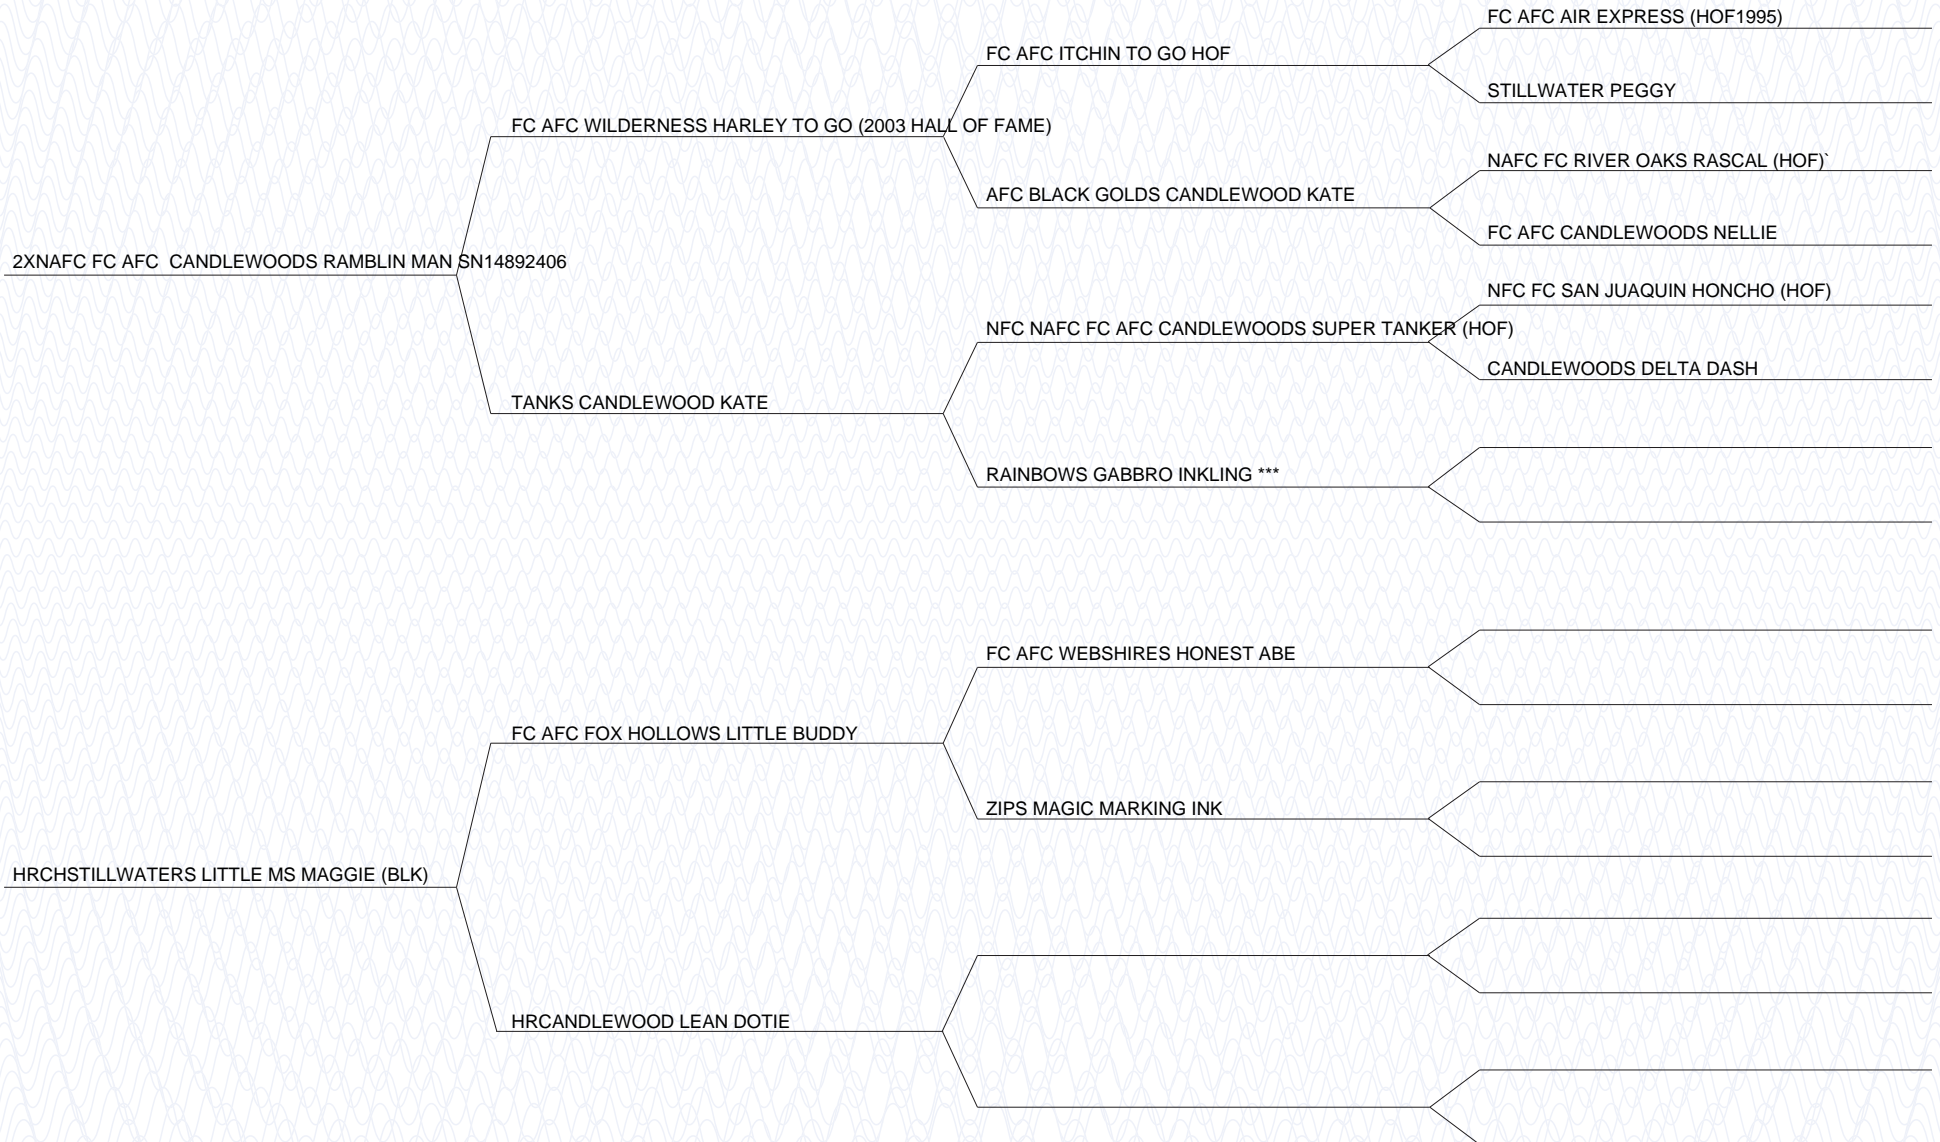 FC AFC AIR EXPRESS (HOF1995)
FC AFC ITCHIN TO GO HOF
STILLWATER PEGGY
FC AFC WILDERNESS HARLEY TO GO (2003 HALL OF FAME)
NAFC FC RIVER OAKS RASCAL (HOF)`
AFC BLACK GOLDS CANDLEWOOD KATE
FC AFC CANDLEWOODS NELLIE
2XNAFC FC AFC  CANDLEWOODS RAMBLIN MAN SN14892406
NFC FC SAN JUAQUIN HONCHO (HOF)
NFC NAFC FC AFC CANDLEWOODS SUPER TANKER (HOF)
CANDLEWOODS DELTA DASH
TANKS CANDLEWOOD KATE
RAINBOWS GABBRO INKLING ***
FC AFC WEBSHIRES HONEST ABE
FC AFC FOX HOLLOWS LITTLE BUDDY
ZIPS MAGIC MARKING INK
HRCHSTILLWATERS LITTLE MS MAGGIE (BLK)
HRCANDLEWOOD LEAN DOTIE